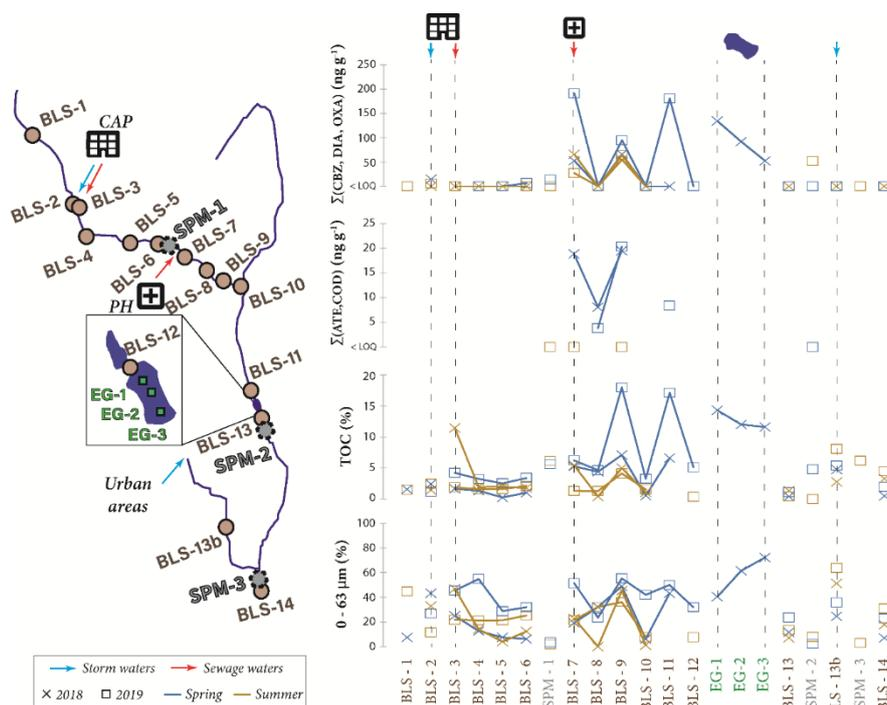 BLS-1
CAP
BLS-2
BLS-3
BLS-4
BLS-5
SPM-1
BLS-6
BLS-7
BLS-8
BLS-9
BLS-10
PH
BLS-12
EG-1
EG-2
EG-3
BLS-11
BLS-13
SPM-2
Urban
areas
BLS-13b
SPM-3
BLS-14
Storm waters
Sewage waters
2018
2019
Spring
Summer
Σ(CBZ, DIA, OXA) (ng g⁻¹)
250
200
150
100
50
< LOQ
Σ(ATE,COD) (ng g⁻¹)
25
20
15
10
5
< LOQ
TOC (%)
20
15
10
5
0
0 - 63 µm (%)
100
80
60
40
20
0
< LOQ
BLS - 1
BLS - 2
BLS - 3
BLS - 4
BLS - 5
BLS - 6
SPM - 1
BLS - 7
BLS - 8
BLS - 9
BLS - 10
BLS - 11
BLS - 12
EG-1
EG-2
EG-3
BLS - 13
SPM - 2
LS - 13b
SPM - 3
BLS - 14